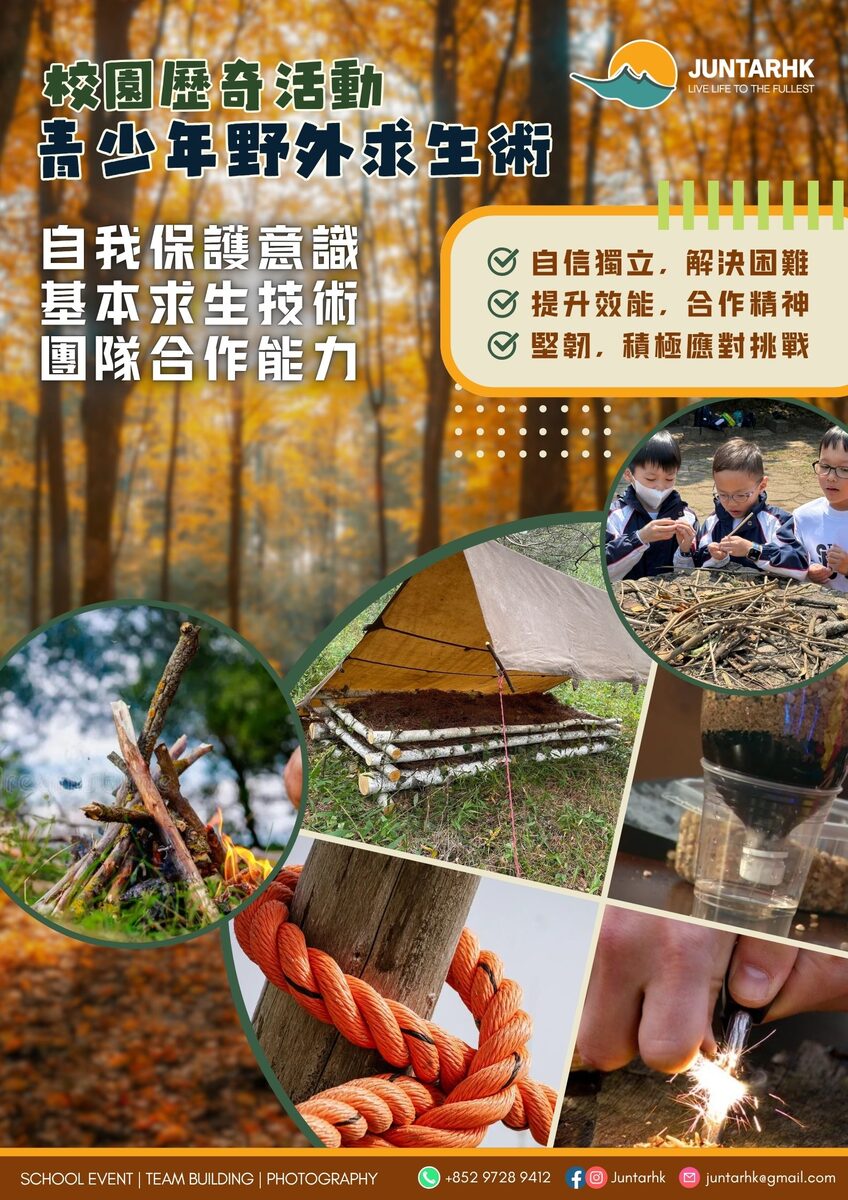 校園歷奇活動
青少年野外求生術
JUNTARHK
LIVE LIFE TO THE FULLEST
自我保護意識
基本求生技術
團隊合作能力
自信獨立，解決困難
提升效能，合作精神
堅韌，積極應對挑戰
SCHOOL EVENT | TEAM BUILDING | PHOTOGRAPHY
+852 9728 9412
Juntarhk
juntarhk@gmail.com